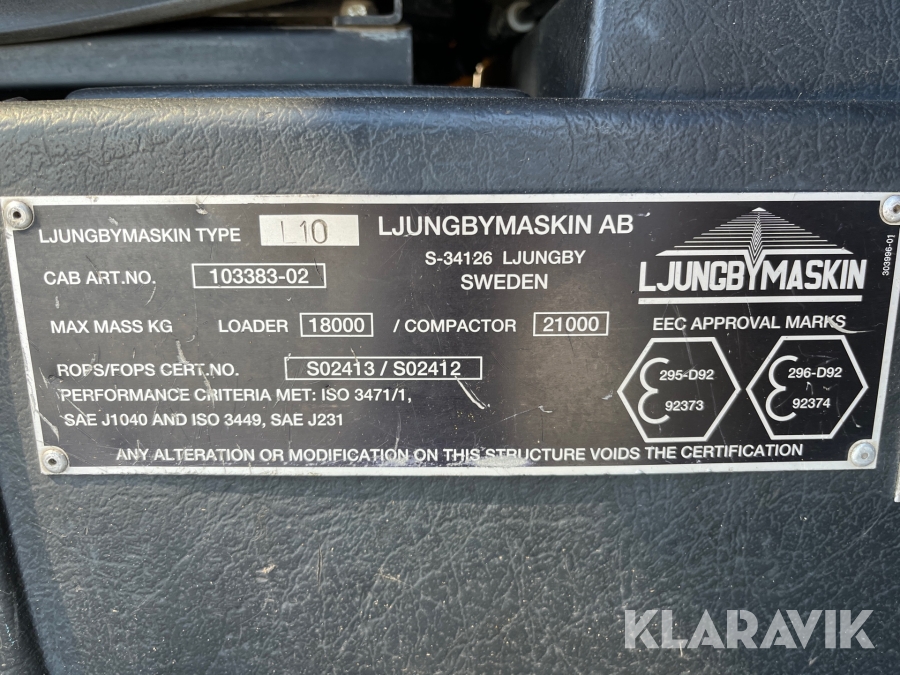 LJUNGBYMASKIN TYPE L10 LJUNGBYMASKIN AB
S-34126 LJUNGBY
SWEDEN
CAB ART.NO. 103383-02
MAX MASS KG LOADER 18000 / COMPACTOR 21000
ROPS/FOPS CERT.NO. S02413 / S02412
PERFORMANCE CRITERIA MET: ISO 3471/1,
SAE J1040 AND ISO 3449, SAE J231
LJUNGBYMASKIN
303996-01
EEC APPROVAL MARKS
295-D92
92373
296-D92
92374
ANY ALTERATION OR MODIFICATION ON THIS STRUCTURE VOIDS THE CERTIFICATION
KLARAVIK